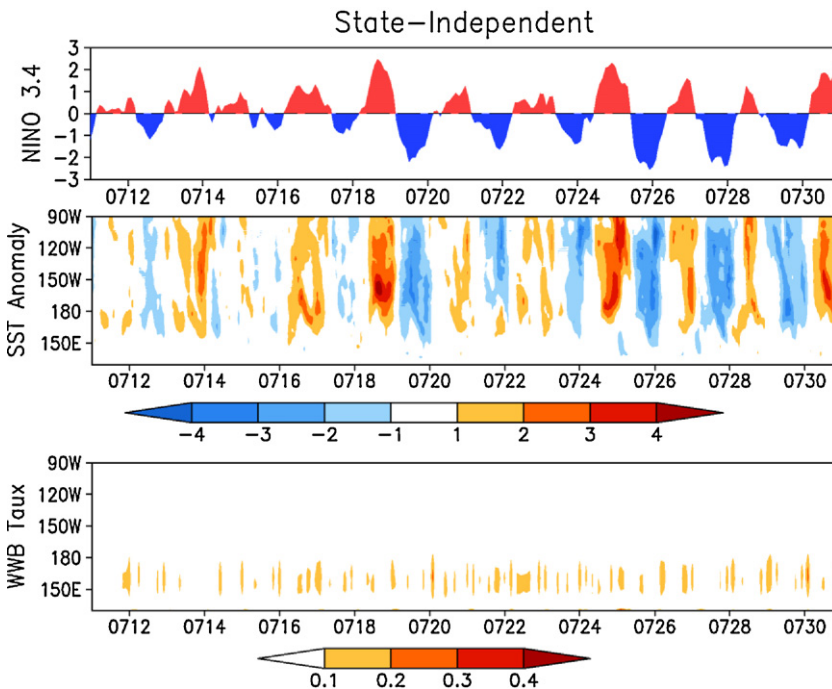 State-Independent
NINO 3.4
3
2
1
0
-1
-2
-3
0712 0714 0716 0718 0720 0722 0724 0726 0728 0730
SST Anomaly
90W
120W
150W
180
150E
0712 0714 0716 0718 0720 0722 0724 0726 0728 0730
-4 -3 -2 -1 1 2 3 4
WWB Taux
90W
120W
150W
180
150E
0712 0714 0716 0718 0720 0722 0724 0726 0728 0730
0.1 0.2 0.3 0.4